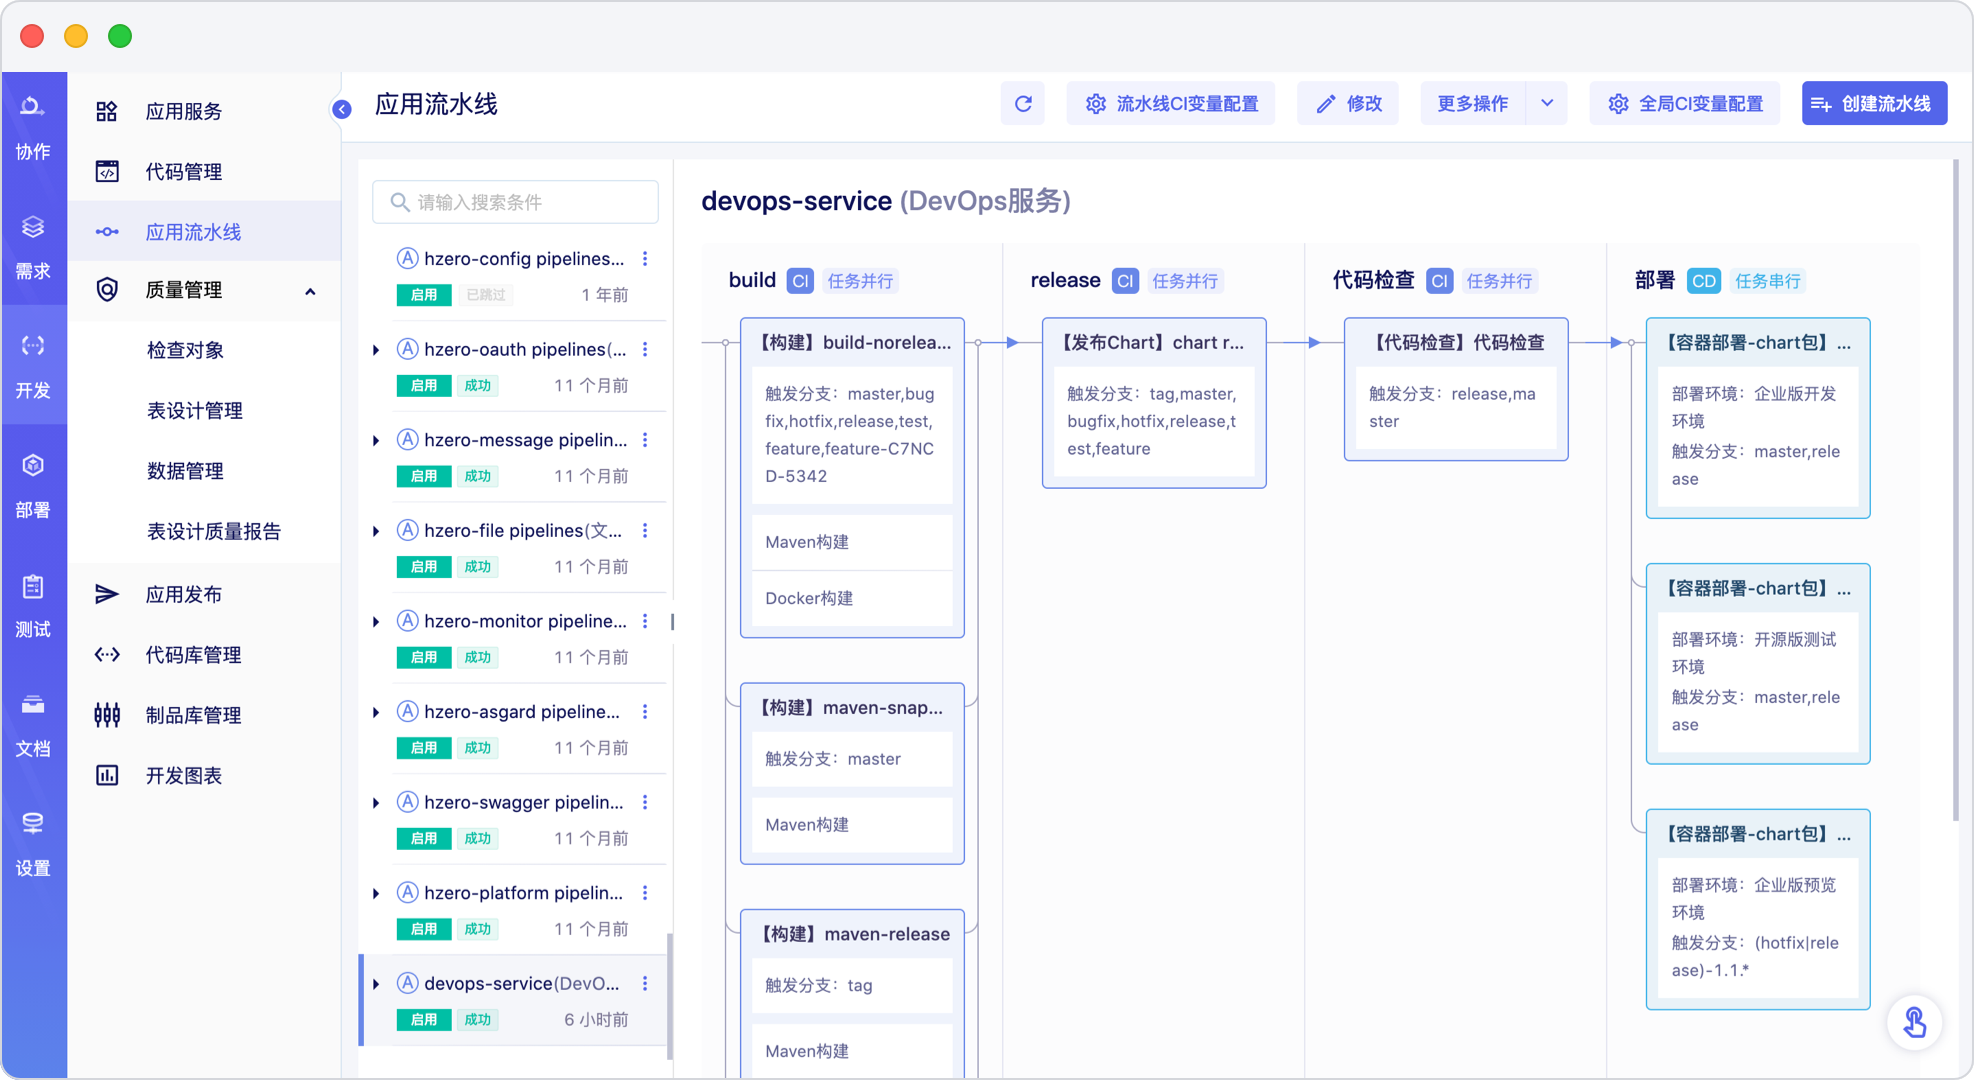 协作
需求
开发
部署
测试
文档
设置
应用服务
代码管理
应用流水线
质量管理
检查对象
表设计管理
数据管理
表设计质量报告
应用发布
代码库管理
制品库管理
开发图表
应用流水线
流水线CI变量配置
修改
更多操作
全局CI变量配置
创建流水线
请输入搜索条件
A hzero-config pipelines...
启用 已跳过 1 年前
A hzero-oauth pipelines(...
启用 成功 11 个月前
A hzero-message pipelin...
启用 成功 11 个月前
A hzero-file pipelines(文...
启用 成功 11 个月前
A hzero-monitor pipeline...
启用 成功 11 个月前
A hzero-asgard pipeline...
启用 成功 11 个月前
A hzero-swagger pipelin...
启用 成功 11 个月前
A hzero-platform pipelin...
启用 成功 11 个月前
A devops-service(DevO...
启用 成功 6 小时前
devops-service (DevOps服务)
build CI 任务并行
【构建】build-norelea...
触发分支：master,bug
fix,hotfix,release,test,
feature,feature-C7NC
D-5342
Maven构建
Docker构建
【构建】maven-snap...
触发分支：master
Maven构建
【构建】maven-release
触发分支：tag
Maven构建
release CI 任务并行
【发布Chart】chart r...
触发分支：tag,master,
bugfix,hotfix,release,t
est,feature
代码检查 CI 任务并行
【代码检查】代码检查
触发分支：release,ma
ster
部署 CD 任务串行
【容器部署-chart包】...
部署环境：企业版开发
环境
触发分支：master,rele
ase
【容器部署-chart包】...
部署环境：开源版测试
环境
触发分支：master,rele
ase
【容器部署-chart包】...
部署环境：企业版预览
环境
触发分支：(hotfix|rele
ase)-1.1.*